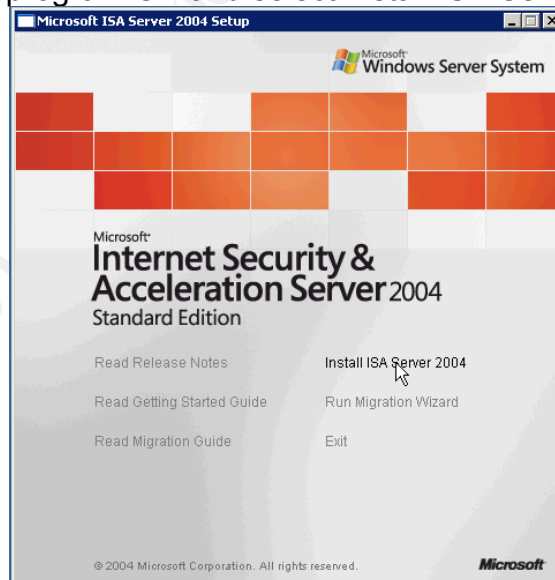 Microsoft ISA Server 2004 Setup
Microsoft
Windows Server System
Microsoft
Internet Security &
Acceleration Server 2004
Standard Edition
Read Release Notes Install ISA Server 2004
Read Getting Started Guide Run Migration Wizard
Read Migration Guide Exit
© 2004 Microsoft Corporation. All rights reserved. Microsoft